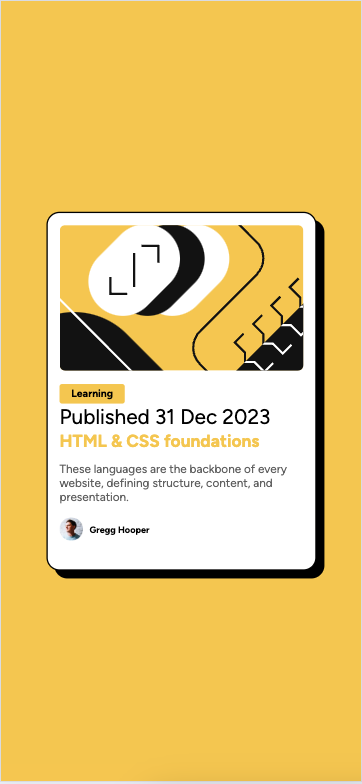 Learning
Published 31 Dec 2023
HTML & CSS foundations
These languages are the backbone of every
website, defining structure, content, and
presentation.
Gregg Hooper